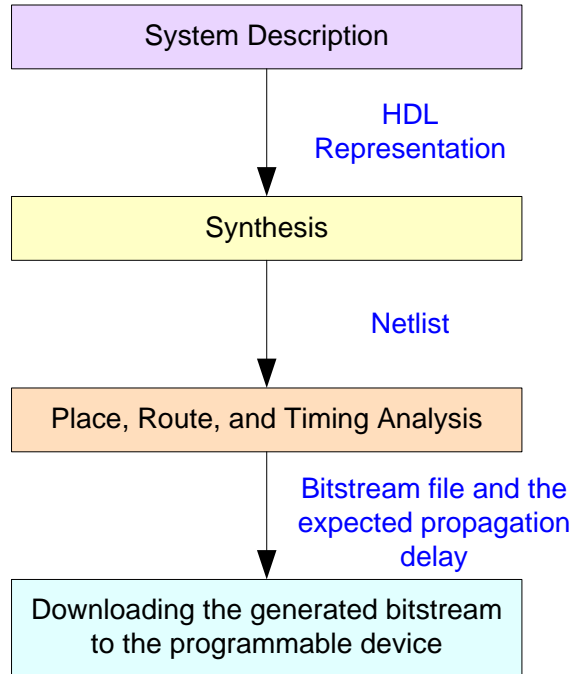 System Description
HDL
Representation
Synthesis
Netlist
Place, Route, and Timing Analysis
Bitstream file and the
expected propagation
delay
Downloading the generated bitstream
to the programmable device